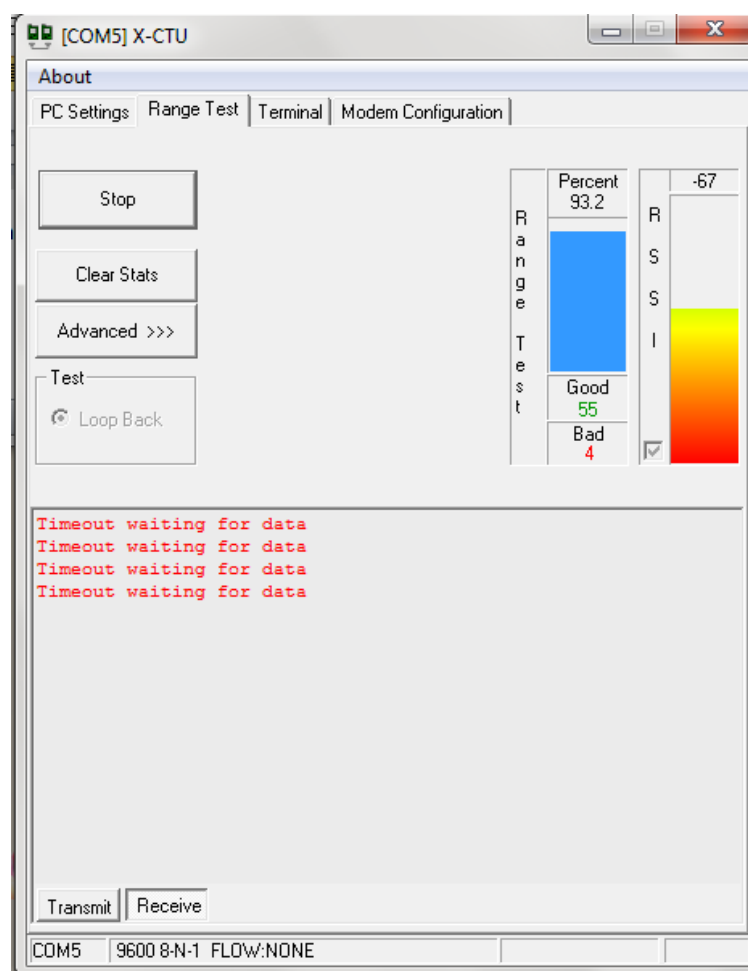 [COM5] X-CTU
About
PC Settings
Range Test
Terminal
Modem Configuration
Stop
Clear Stats
Advanced >>>
Test
Loop Back
Range Test
Percent
93.2
Good
55
Bad
4
RSSI
-67
Timeout waiting for data
Timeout waiting for data
Timeout waiting for data
Timeout waiting for data
Transmit
Receive
COM5
9600 8-N-1 FLOW:NONE